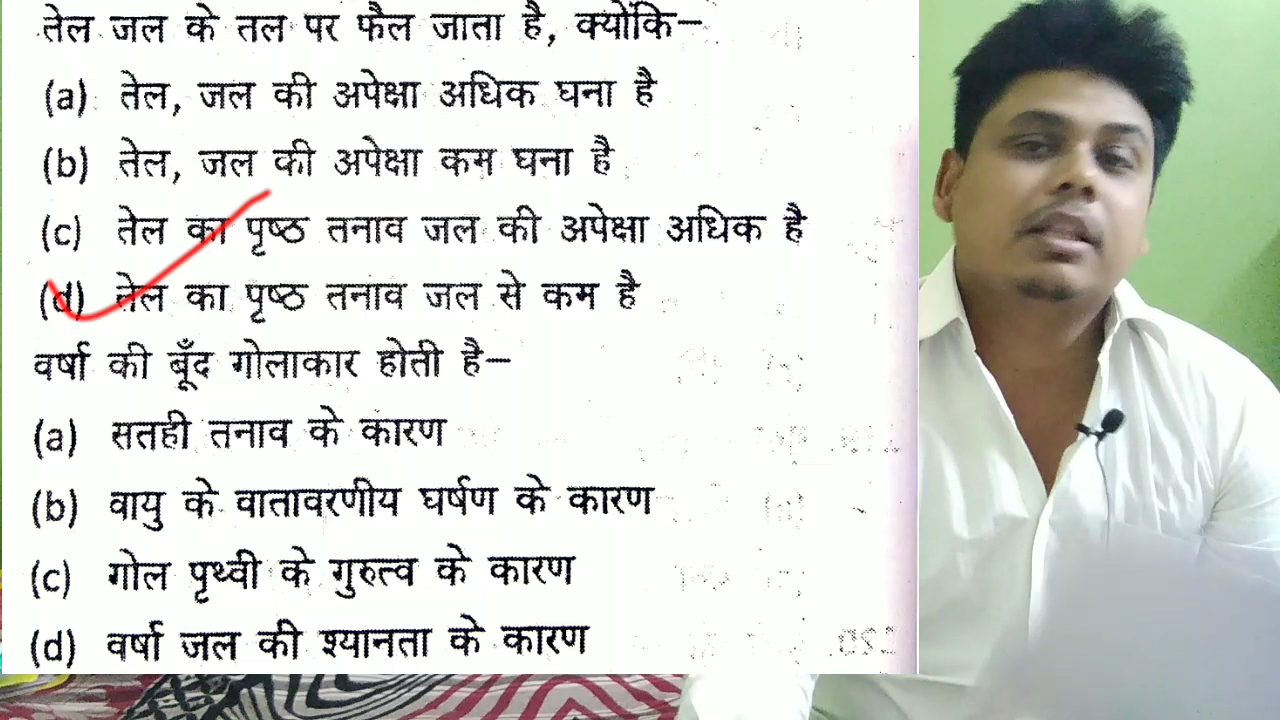 तेल जल के तल पर फैल जाता है, क्योंकि–
(a) तेल, जल की अपेक्षा अधिक घना है
(b) तेल, जल की अपेक्षा कम घना है
(c) तेल का पृष्ठ तनाव जल की अपेक्षा अधिक है
(d) तेल का पृष्ठ तनाव जल से कम है
वर्षा की बूँद गोलाकार होती है–
(a) सतही तनाव के कारण
(b) वायु के वातावरणीय घर्षण के कारण
(c) गोल पृथ्वी के गुरुत्व के कारण
(d) वर्षा जल की श्यानता के कारण